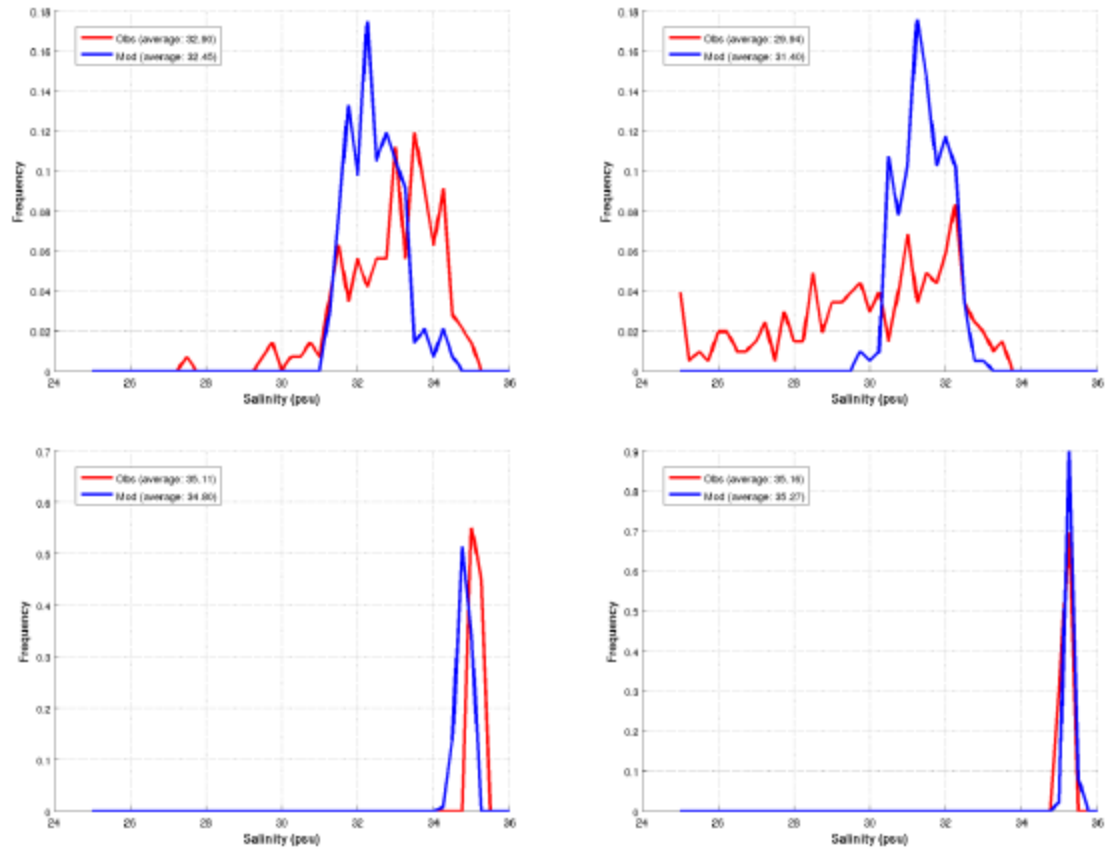 0.18
0.16
0.14
0.12
0.1
0.08
0.06
0.04
0.02
0
Frequency
Obs (average: 32.90)
Mod (average: 32.45)
24 26 28 30 32 34 36
Salinity (psu)
0.18
0.16
0.14
0.12
0.1
0.08
0.06
0.04
0.02
0
Frequency
Obs (average: 29.94)
Mod (average: 31.40)
24 26 28 30 32 34 36
Salinity (psu)
0.7
0.6
0.5
0.4
0.3
0.2
0.1
0
Frequency
Obs (average: 35.11)
Mod (average: 34.80)
24 26 28 30 32 34 36
Salinity (psu)
0.9
0.8
0.7
0.6
0.5
0.4
0.3
0.2
0.1
0
Frequency
Obs (average: 35.16)
Mod (average: 35.27)
24 26 28 30 32 34 36
Salinity (psu)